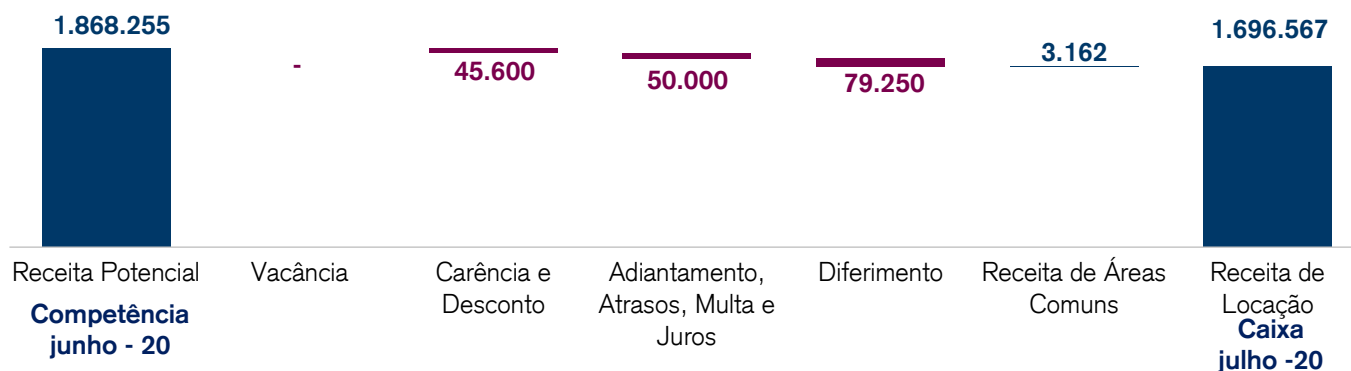 1.868.255
-
45.600
50.000
79.250
3.162
1.696.567
Receita Potencial
Competência
junho - 20
Vacância
Carência e
Desconto
Adiantamento,
Atrasos, Multa e
Juros
Diferimento
Receita de Áreas
Comuns
Receita de
Locação
Caixa
julho -20